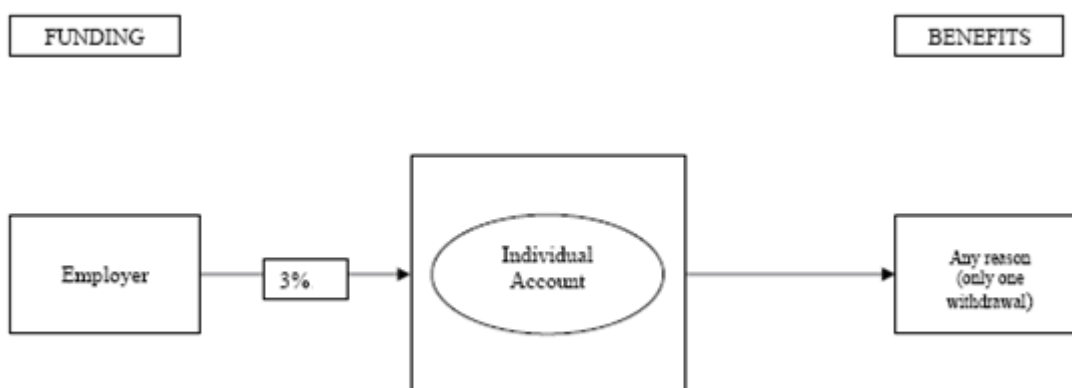 FUNDING
BENEFITS
Employer
3%.
Individual
Account
Any reason
(only one
withdrawal)